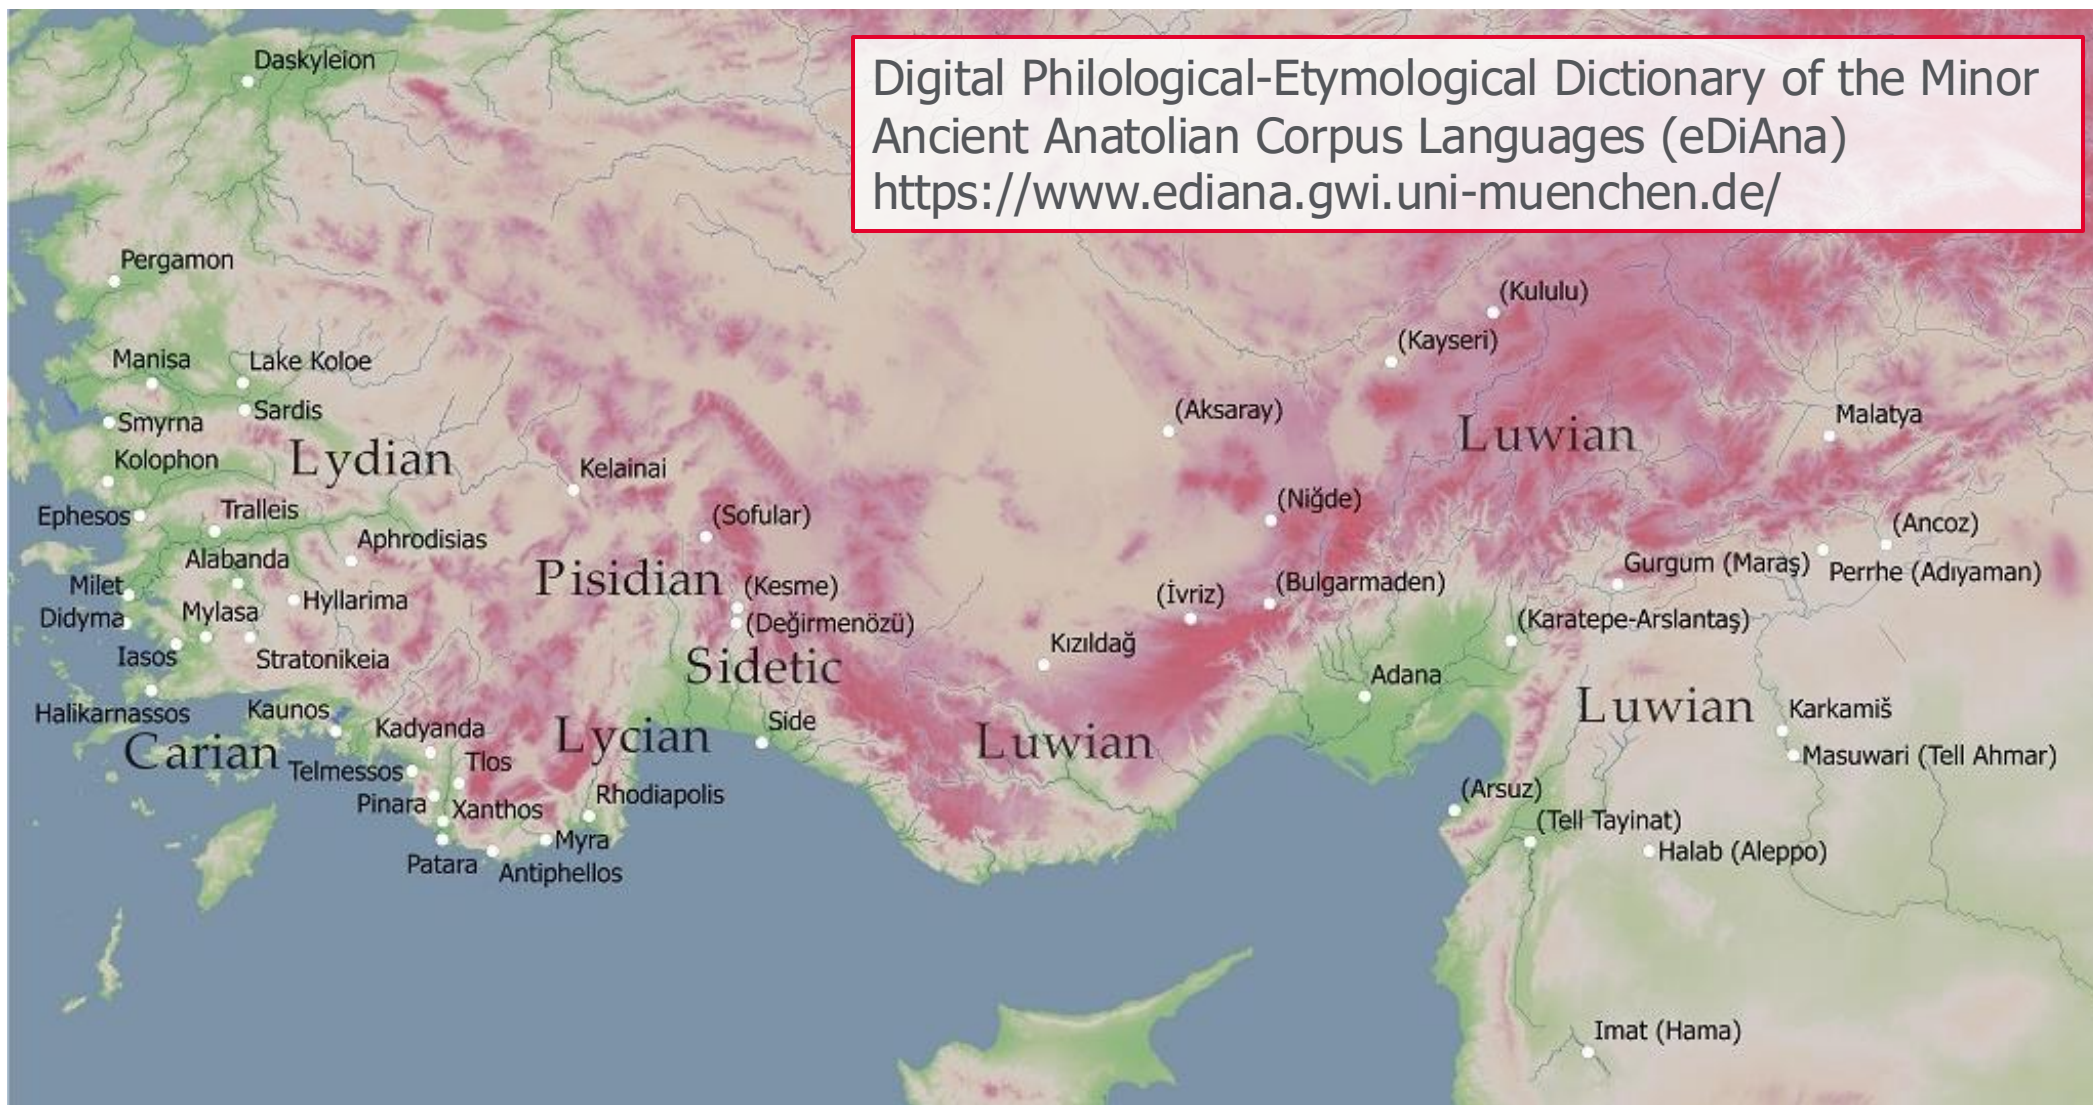 Daskyleion
Digital Philological-Etymological Dictionary of the Minor
Ancient Anatolian Corpus Languages (eDiAna)
https://www.ediana.gwi.uni-muenchen.de/
Pergamon
(Kululu)
(Kayseri)
Manisa
Lake Koloe
(Aksaray)
Sardis
Smyrna
Malatya
Luwian
Kolophon
Lydian
Kelainai
(Niğde)
Ephesos
Tralleis
(Sofular)
(Ancoz)
Aphrodisias
Alabanda
Gurgum (Maraş)
Perrhe (Adıyaman)
Pisidian
Milet
(Kesme)
(İvriz)
(Bulgarmaden)
Hyllarima
Mylasa
Didyma
(Değirmenözü)
(Karatepe-Arslantaş)
Kızıldağ
Iasos
Stratonikeia
Sidetic
Adana
Halikarnassos
Kaunos
Luwian
Karkamiš
Side
Kadyanda
Lycian
Luwian
Carian
Masuwari (Tell Ahmar)
Tlos
Telmessos
(Arsuz)
Rhodiapolis
Pinara
Xanthos
(Tell Tayinat)
Myra
Halab (Aleppo)
Patara
Antiphellos
Imat (Hama)